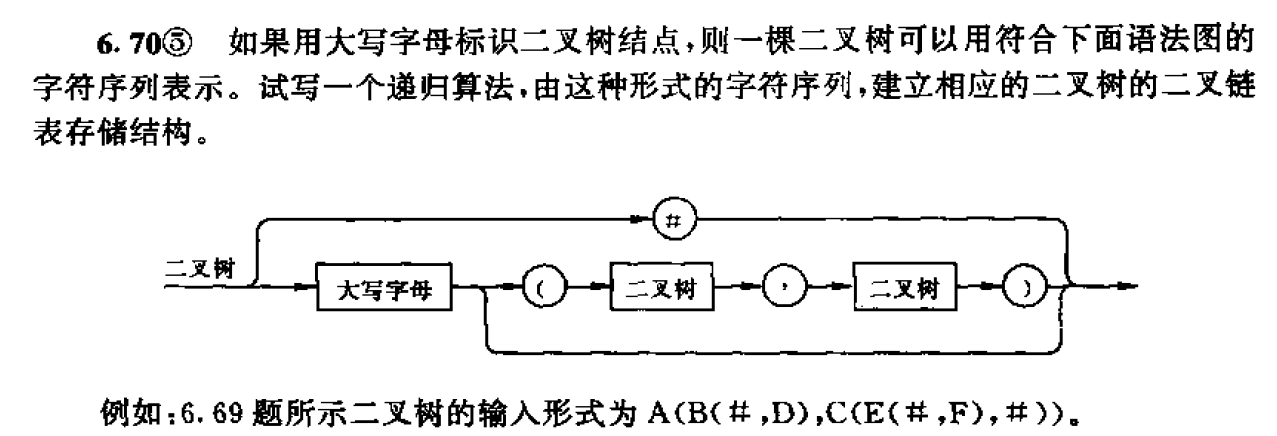 6.70⑤ 如果用大写字母标识二叉树结点,则一棵二叉树可以用符合下面语法图的
字符序列表示。试写一个递归算法,由这种形式的字符序列,建立相应的二叉树的二叉链
表存储结构。
#
二叉树
大写字母 ( 二叉树 , 二叉树 )
例如:6.69 题所示二叉树的输入形式为 A(B(#,D),C(E(#,F),#))。